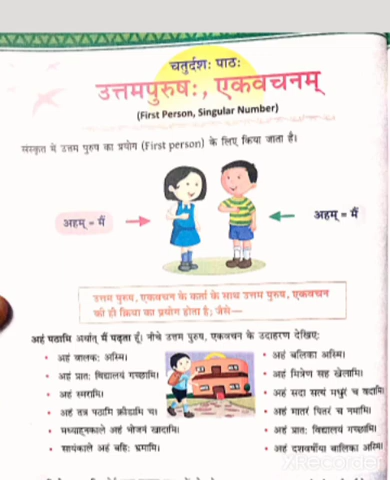 चतुर्दशः पाठः
उत्तमपुरुषः, एकवचनम्
(First Person, Singular Number)
संस्कृत में उत्तम पुरुष का प्रयोग (First person) के लिए किया जाता है।
अहम् = मैं
अहम् = मैं
उत्तम पुरुष, एकवचन के कर्ता के साथ उत्तम पुरुष, एकवचन
की ही क्रिया का प्रयोग होता है; जैसे—
अहं पठामि अर्थात् मैं पढ़ता हूँ। नीचे उत्तम पुरुष, एकवचन के उदाहरण देखिए:
• अहं बालकः अस्मि।
• अहं प्रातः विद्यालयं गच्छामि।
• अहं स्मरामि।
• अहं तत्र पठामि क्रीडामि च।
• मध्याह्नकाले अहं भोजनं खादामि।
• सायंकाले अहं बहिः भ्रमामि।
• अहं बालिका अस्मि।
• अहं मित्रेण सह खेलामि।
• अहं सदा सत्यं मधुरं च वदामि।
• अहं मातरं पितरं च नमामि।
• अहं प्रातः विद्यालयं गच्छामि।
• अहं दशवर्षीया बालिका अस्मि।
XRecorder